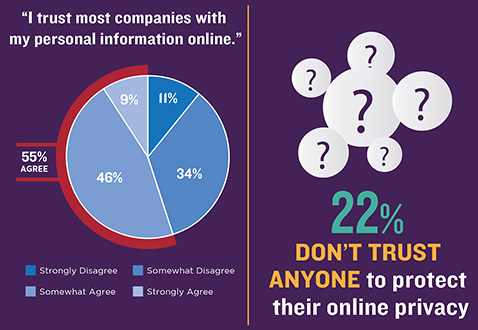 “I trust most companies with
my personal information online.”
9%
11%
34%
46%
55%
AGREE
Strongly Disagree
Somewhat Disagree
Somewhat Agree
Strongly Agree
?
?
?
?
?
?
22%
DON’T TRUST
ANYONE to protect
their online privacy